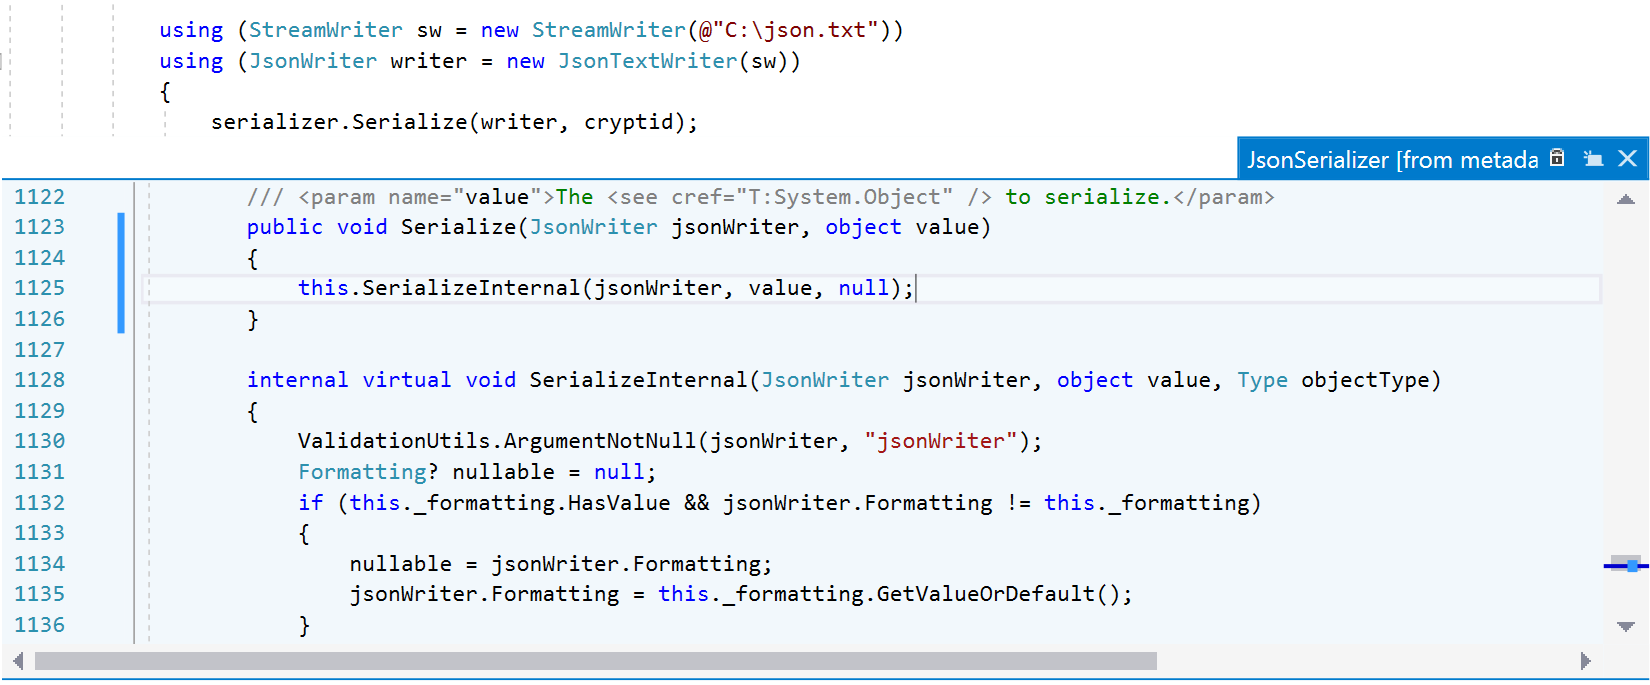 using (StreamWriter sw = new StreamWriter(@"C:\json.txt"))
using (JsonWriter writer = new JsonTextWriter(sw))
{
serializer.Serialize(writer, cryptid);
JsonSerializer [from metada
1122 /// <param name="value">The <see cref="T:System.Object" /> to serialize.</param>
1123 public void Serialize(JsonWriter jsonWriter, object value)
1124 {
1125 this.SerializeInternal(jsonWriter, value, null);
1126 }
1127
1128 internal virtual void SerializeInternal(JsonWriter jsonWriter, object value, Type objectType)
1129 {
1130 ValidationUtils.ArgumentNotNull(jsonWriter, "jsonWriter");
1131 Formatting? nullable = null;
1132 if (this._formatting.HasValue && jsonWriter.Formatting != this._formatting)
1133 {
1134 nullable = jsonWriter.Formatting;
1135 jsonWriter.Formatting = this._formatting.GetValueOrDefault();
1136 }